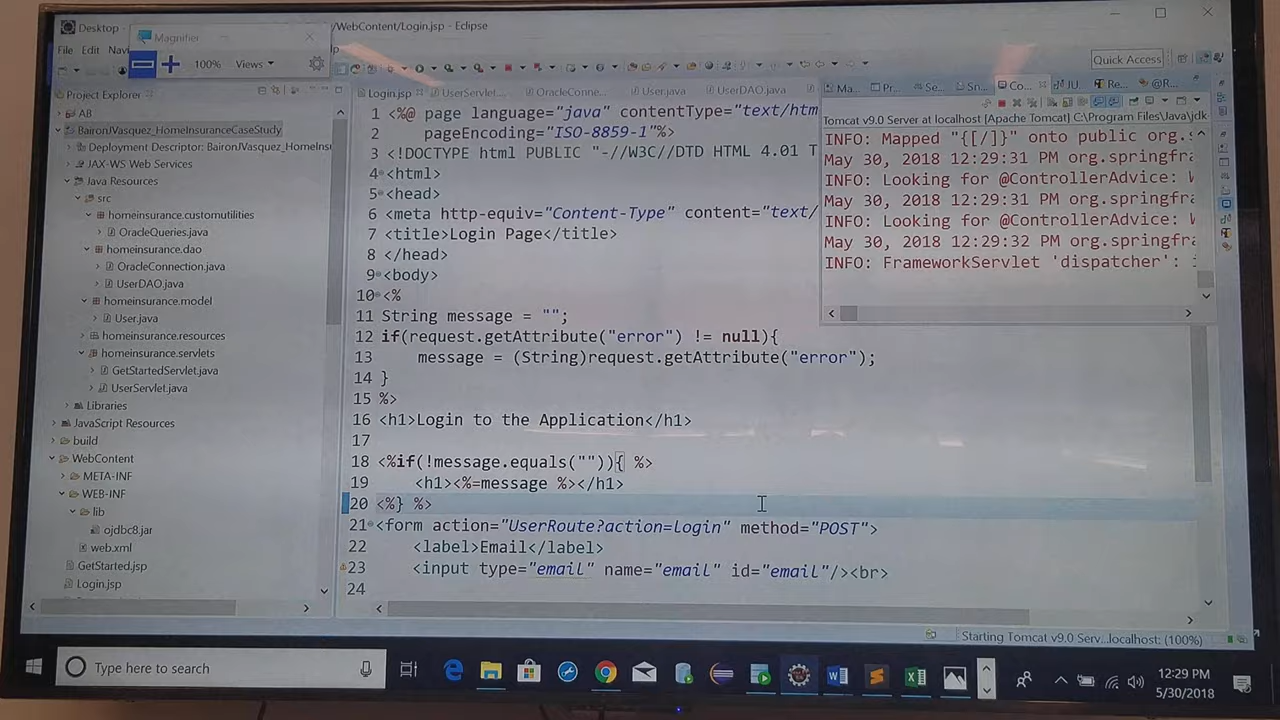 Desktop -
/WebContent/Login.jsp - Eclipse
Magnifier
File Edit Navi
100% Views
Quick Access
Project Explorer
AB
BaironJVasquez_HomeInsuranceCaseStudy
Deployment Descriptor: BaironJVasquez_HomeInsu
JAX-WS Web Services
Java Resources
src
homeinsurance.customutilities
OracleQueries.java
homeinsurance.dao
OracleConnection.java
UserDAO.java
homeinsurance.model
User.java
homeinsurance.resources
homeinsurance.servlets
GetStartedServlet.java
UserServlet.java
Libraries
JavaScript Resources
build
WebContent
META-INF
WEB-INF
lib
ojdbc8.jar
web.xml
GetStarted.jsp
Login.jsp
Login.jsp UserServlet... OracleConne... User.java UserDAO.java
1 <%@ page language="java" contentType="text/htm
2 pageEncoding="ISO-8859-1"%>
3 <!DOCTYPE html PUBLIC "-//W3C//DTD HTML 4.01 T
4 <html>
5 <head>
6 <meta http-equiv="Content-Type" content="text/
7 <title>Login Page</title>
8 </head>
9 <body>
10 <%
11 String message = "";
12 if(request.getAttribute("error") != null){
13 message = (String)request.getAttribute("error");
14 }
15 %>
16 <h1>Login to the Application</h1>
17
18 <%if(!message.equals("")){ %>
19 <h1><%=message %></h1>
20 <%} %>
21 <form action="UserRoute?action=Login" method="POST">
22 <label>Email</label>
23 <input type="email" name="email" id="email"/><br>
24
Ma... Pr... Se... Sn... Co... JU. Re... @R...
Tomcat v9.0 Server at localhost [Apache Tomcat] C:\Program Files\Java\jdk
INFO: Mapped "{[/]}" onto public org.
May 30, 2018 12:29:31 PM org.springfra
INFO: Looking for @ControllerAdvice: W
May 30, 2018 12:29:31 PM org.springfra
INFO: Looking for @ControllerAdvice: W
May 30, 2018 12:29:32 PM org.springfra
INFO: FrameworkServlet 'dispatcher':
Starting Tomcat v9.0 Serv...localhost: (100%)
Type here to search
12:29 PM
5/30/2018